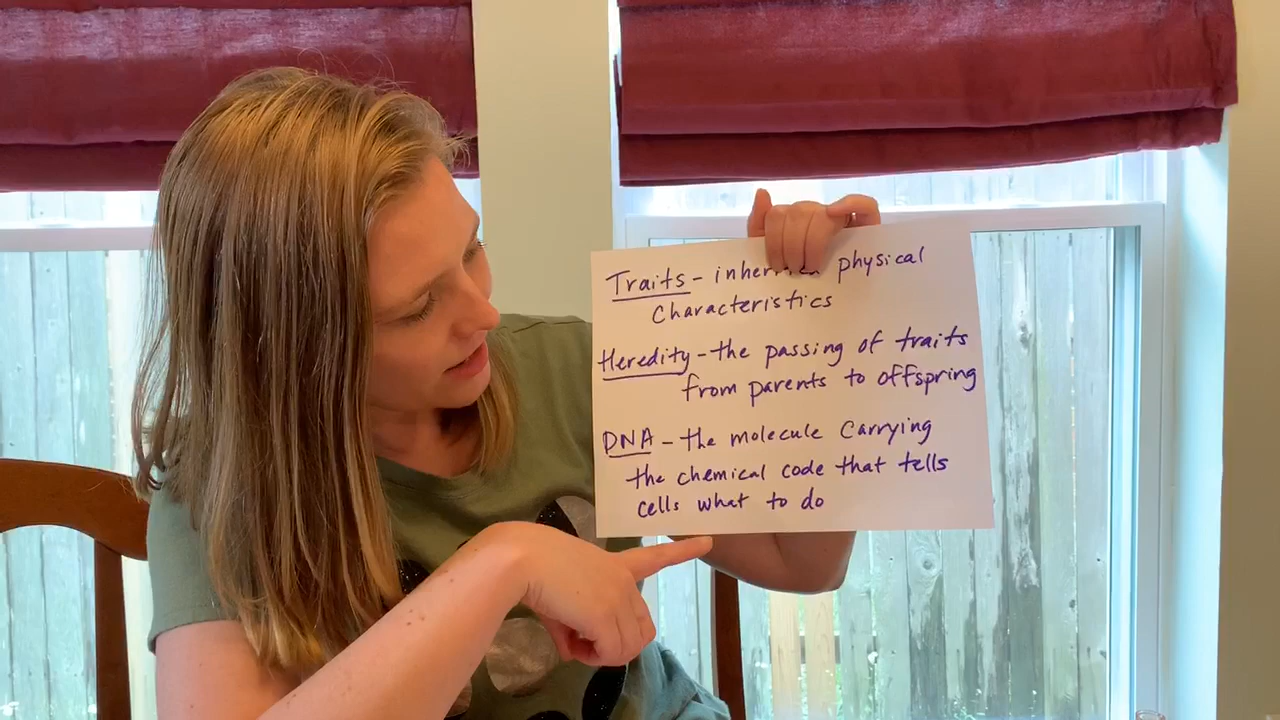 Traits - inherited physical
Characteristics
Heredity - the passing of traits
from parents to offspring
DNA - the molecule carrying
the chemical code that tells
cells what to do